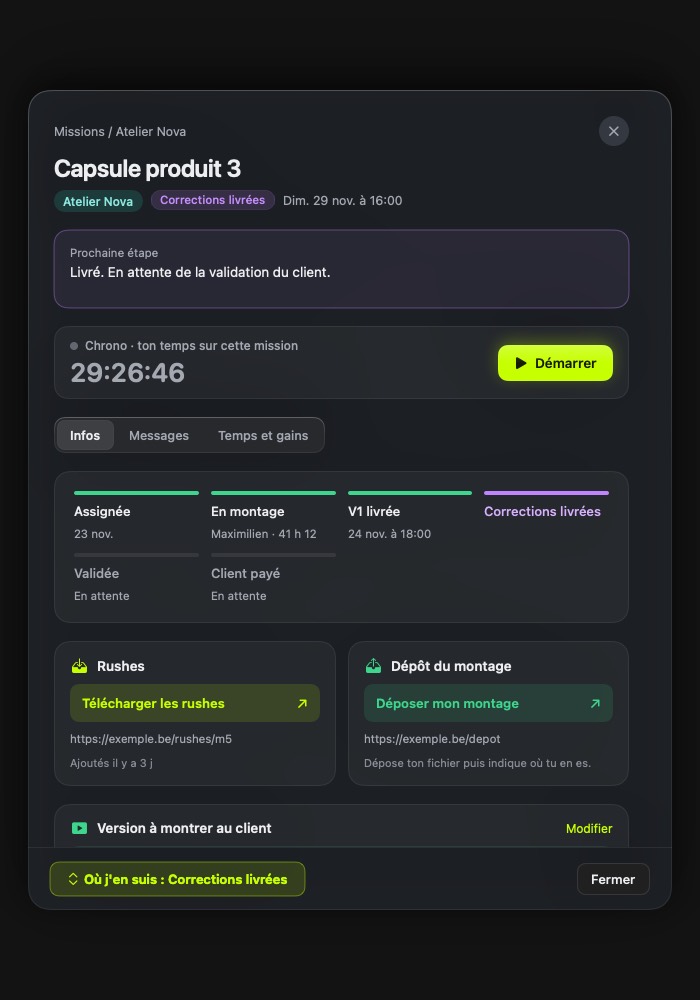 Missions / Atelier Nova
Capsule produit 3
Atelier Nova
Corrections livrées
Dim. 29 nov. à 16:00
Prochaine étape
Livré. En attente de la validation du client.
Chrono · ton temps sur cette mission
29:26:46
Démarrer
Infos
Messages
Temps et gains
Assignée
23 nov.
En montage
Maximilien · 41 h 12
V1 livrée
24 nov. à 18:00
Corrections livrées
Validée
En attente
Client payé
En attente
Rushes
Télécharger les rushes
https://exemple.be/rushes/m5
Ajoutés il y a 3 j
Dépôt du montage
Déposer mon montage
https://exemple.be/depot
Dépose ton fichier puis indique où tu en es.
Version à montrer au client
Modifier
Où j'en suis : Corrections livrées
Fermer